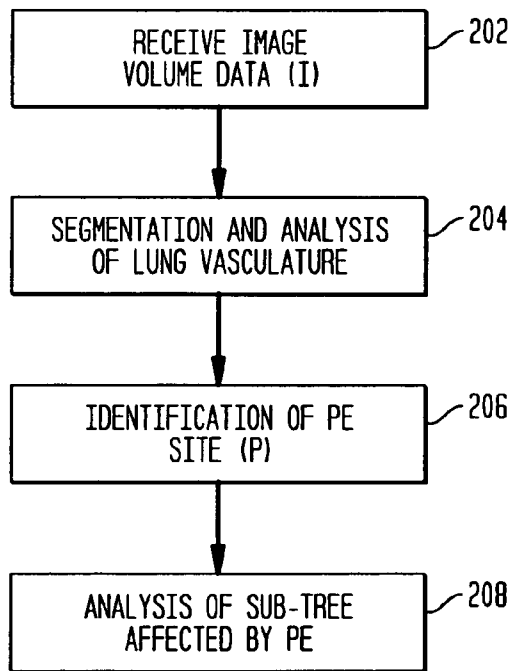 RECEIVE IMAGE
VOLUME DATA (I)
202
SEGMENTATION AND ANALYSIS
OF LUNG VASCULATURE
204
IDENTIFICATION OF PE
SITE (P)
206
ANALYSIS OF SUB-TREE
AFFECTED BY PE
208